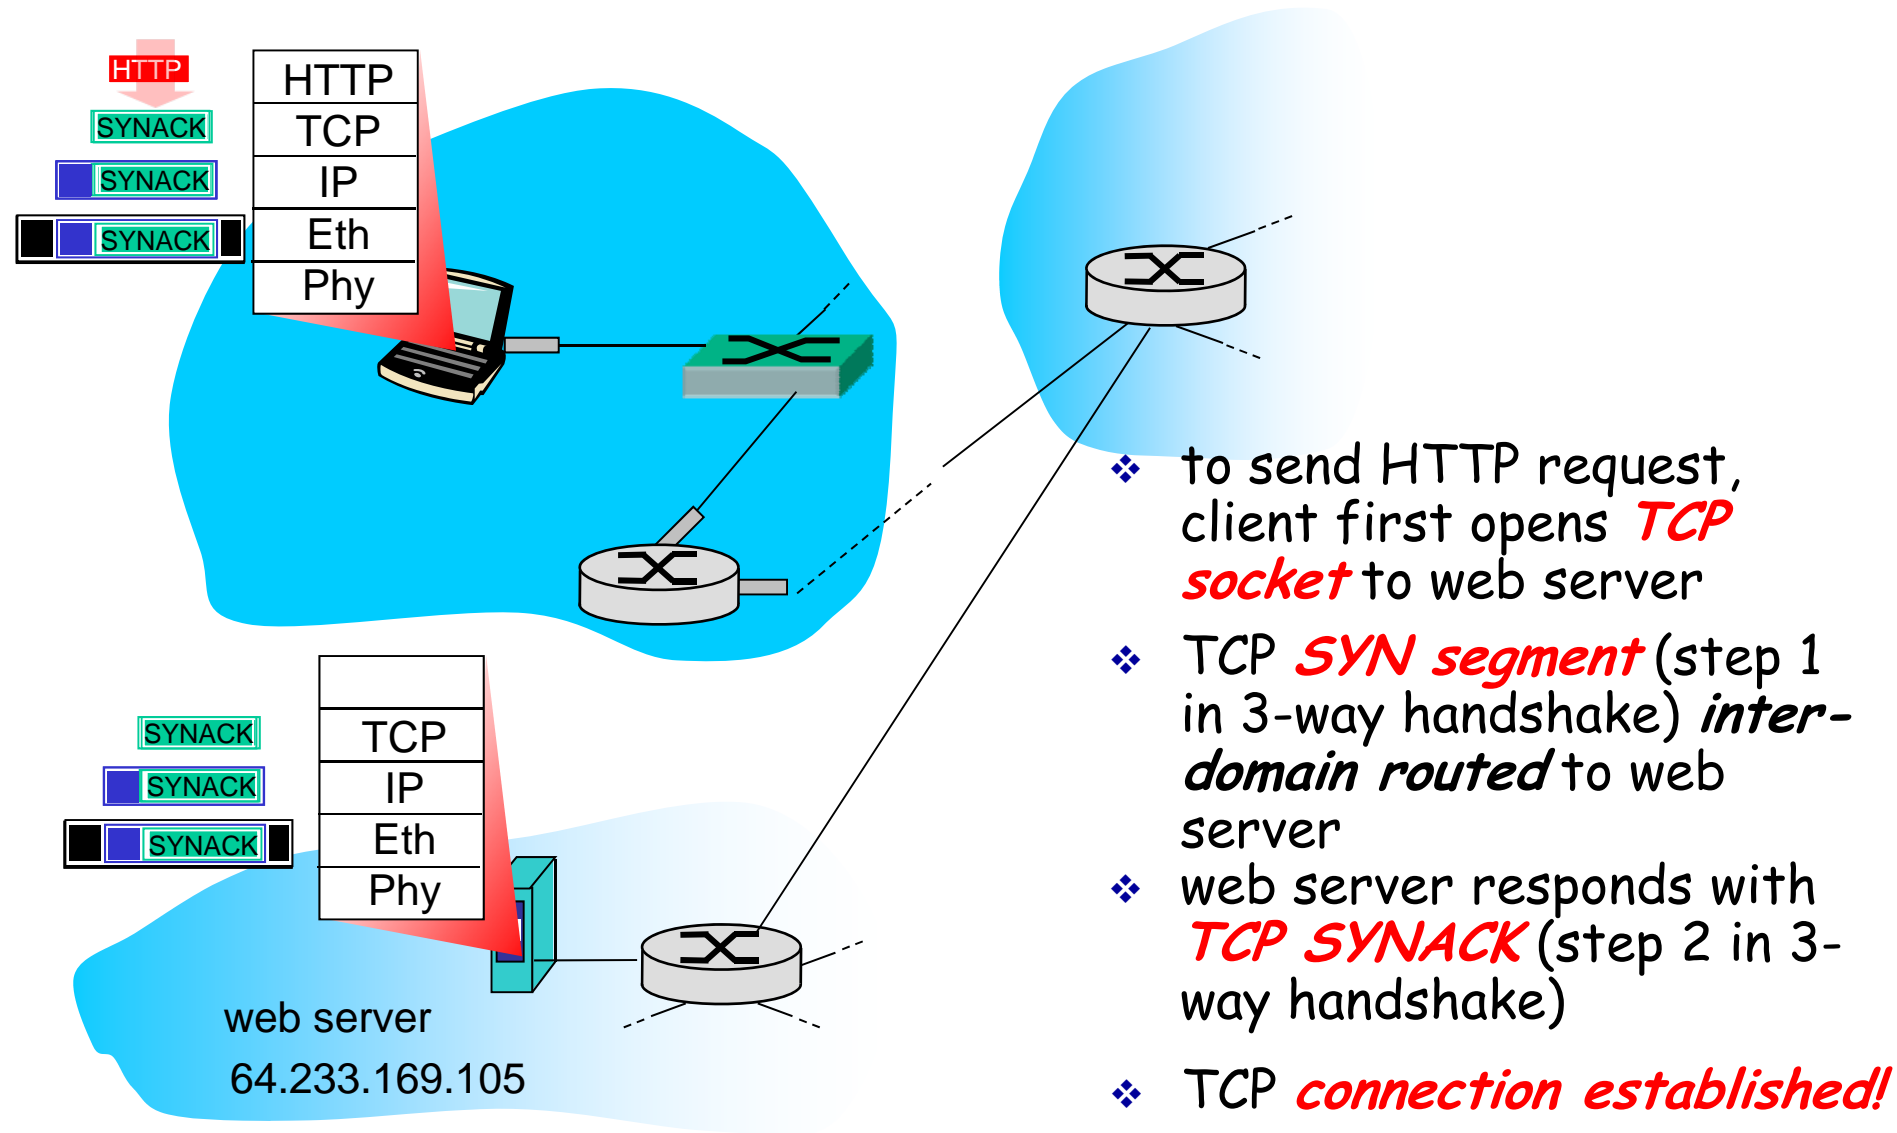 HTTP
SYNACK
SYNACK
SYNACK
HTTP
TCP
IP
Eth
Phy
SYNACK
SYNACK
SYNACK
TCP
IP
Eth
Phy
web server
64.233.169.105
to send HTTP request,
client first opens TCP
socket to web server
TCP SYN segment (step 1
in 3-way handshake) inter-
domain routed to web
server
web server responds with
TCP SYNACK (step 2 in 3-
way handshake)
TCP connection established!